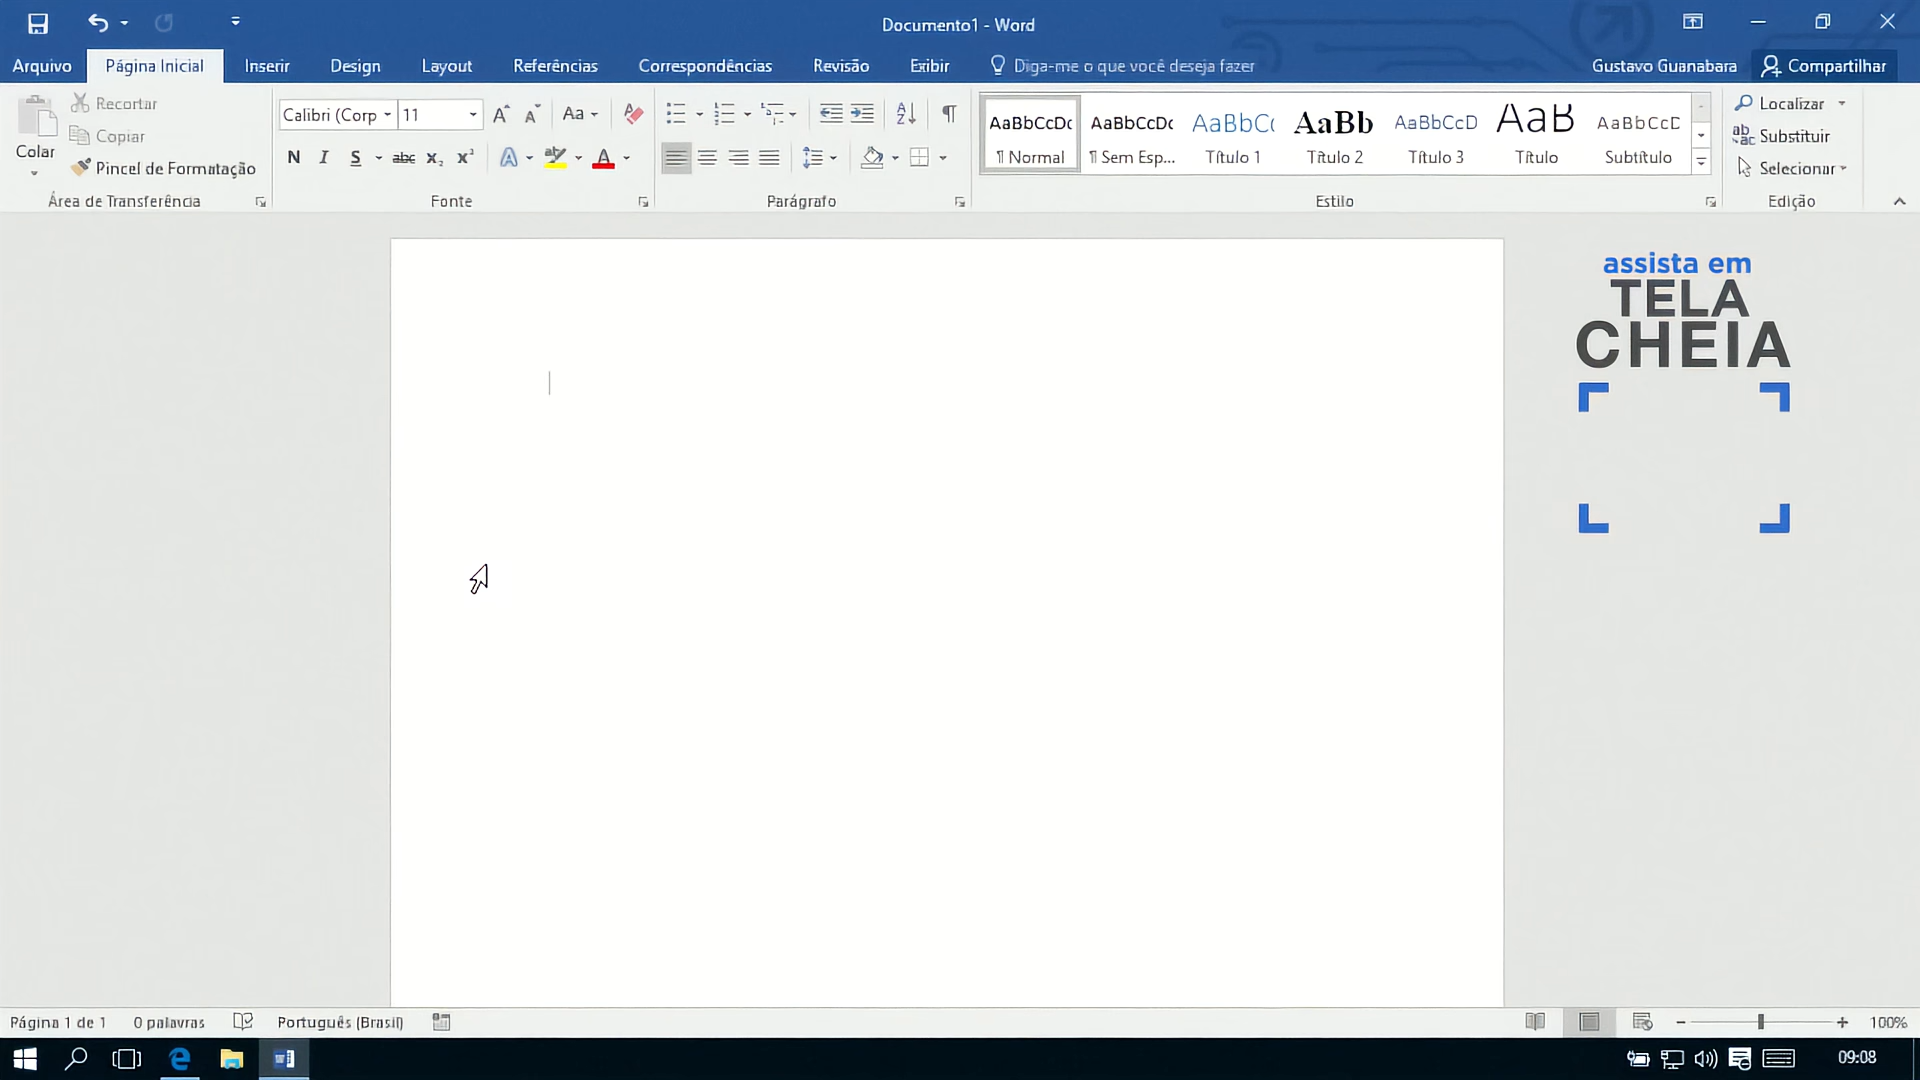 Documento1 - Word
Arquivo Página Inicial Inserir Design Layout Referências Correspondências Revisão Exibir Diga-me o que você deseja fazer Gustavo Guanabara Compartilhar
Colar
Recortar
Copiar
Pincel de Formatação
Área de Transferência
Calibri (Corp 11 Aa
N I S abc x₂ x² A A
Fonte
Parágrafo
AaBbCcDc AaBbCcDc AaBbCc AaBb AaBbCcD AaB AaBbCcD
¶ Normal ¶ Sem Esp... Título 1 Título 2 Título 3 Título Subtítulo
Estilo
Localizar
Substituir
Selecionar
Edição
assista em
TELA
CHEIA
Página 1 de 1 0 palavras Português (Brasil) 100%
09:08